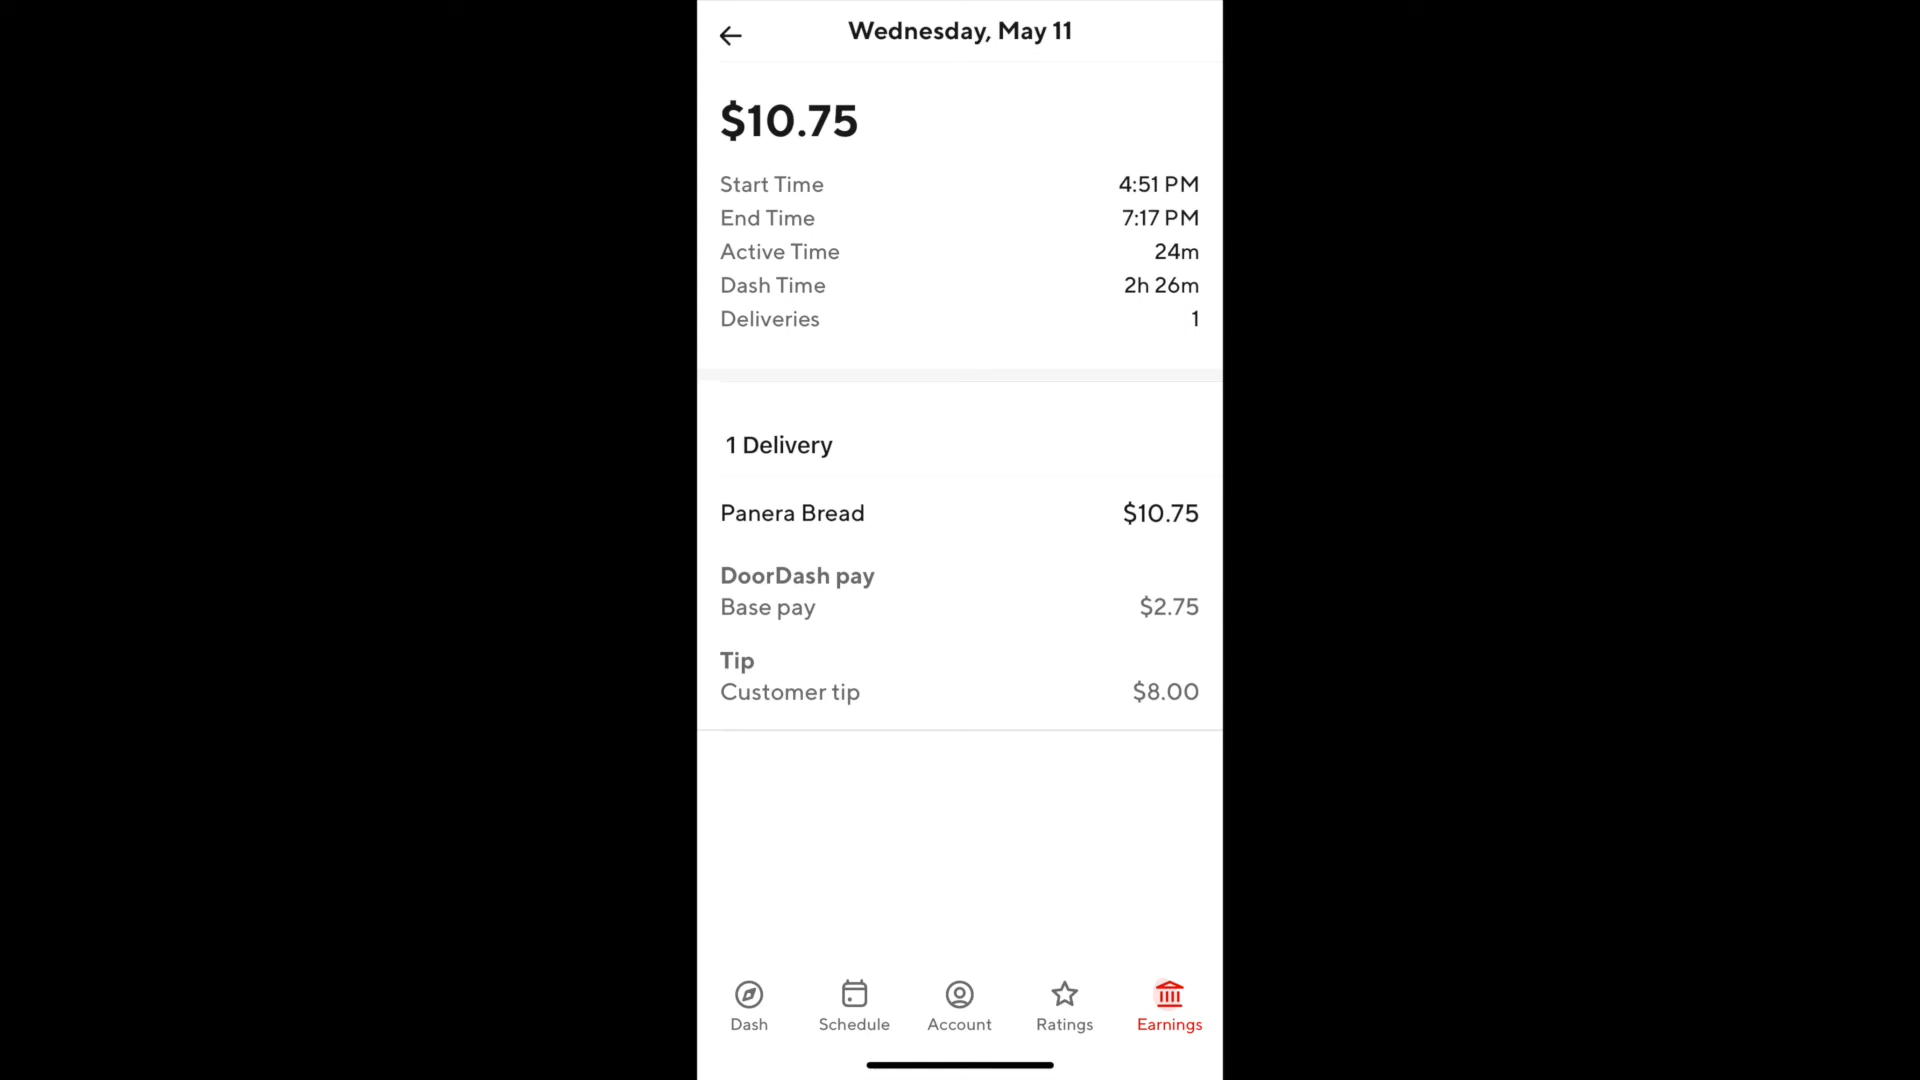 Wednesday, May 11
$10.75
Start Time 4:51 PM
End Time 7:17 PM
Active Time 24m
Dash Time 2h 26m
Deliveries 1
1 Delivery
Panera Bread $10.75
DoorDash pay
Base pay $2.75
Tip
Customer tip $8.00
Dash Schedule Account Ratings Earnings